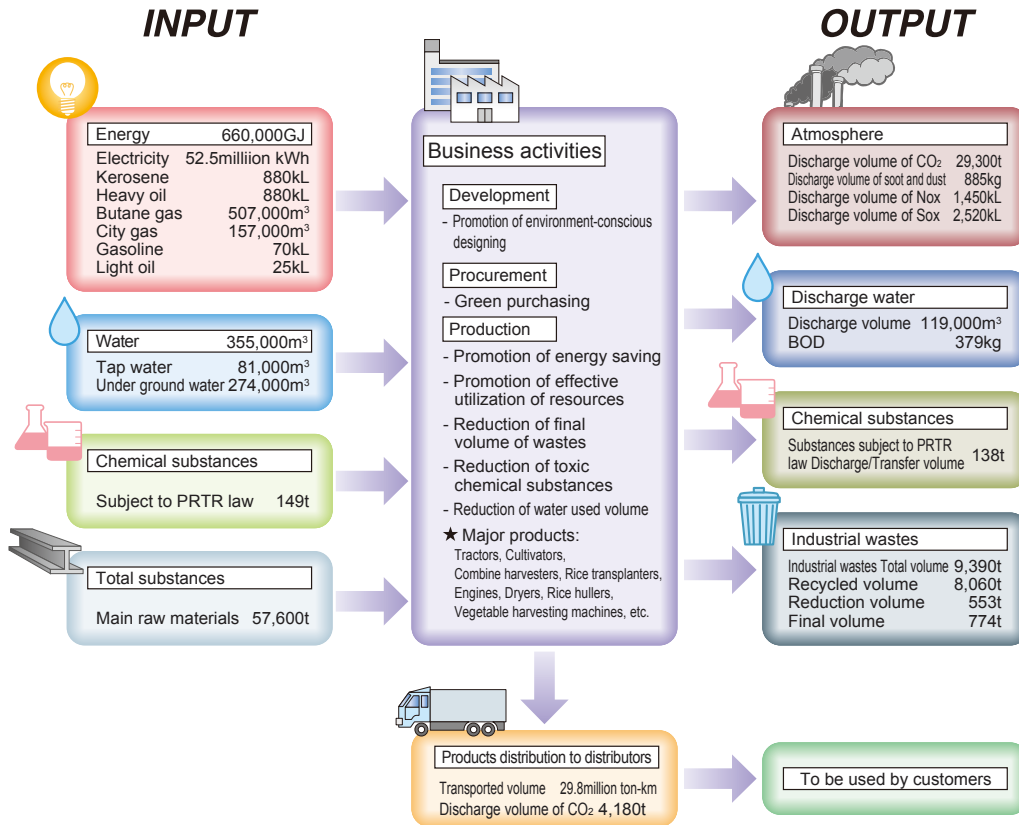 INPUT
OUTPUT
Energy 660,000GJ
Electricity 52.5milliion kWh
Kerosene 880kL
Heavy oil 880kL
Butane gas 507,000m³
City gas 157,000m³
Gasoline 70kL
Light oil 25kL
Water 355,000m³
Tap water 81,000m³
Under ground water 274,000m³
Chemical substances
Subject to PRTR law 149t
Total substances
Main raw materials 57,600t
Business activities
Development
- Promotion of environment-conscious
designing
Procurement
- Green purchasing
Production
- Promotion of energy saving
- Promotion of effective
utilization of resources
- Reduction of final
volume of wastes
- Reduction of toxic
chemical substances
- Reduction of water used volume
★ Major products:
Tractors, Cultivators,
Combine harvesters, Rice transplanters,
Engines, Dryers, Rice hullers,
Vegetable harvesting machines, etc.
Atmosphere
Discharge volume of CO₂ 29,300t
Discharge volume of soot and dust 885kg
Discharge volume of Nox 1,450kL
Discharge volume of Sox 2,520kL
Discharge water
Discharge volume 119,000m³
BOD 379kg
Chemical substances
Substances subject to PRTR
law Discharge/Transfer volume 138t
Industrial wastes
Industrial wastes Total volume 9,390t
Recycled volume 8,060t
Reduction volume 553t
Final volume 774t
Products distribution to distributors
Transported volume 29.8million ton-km
Discharge volume of CO₂ 4,180t
To be used by customers